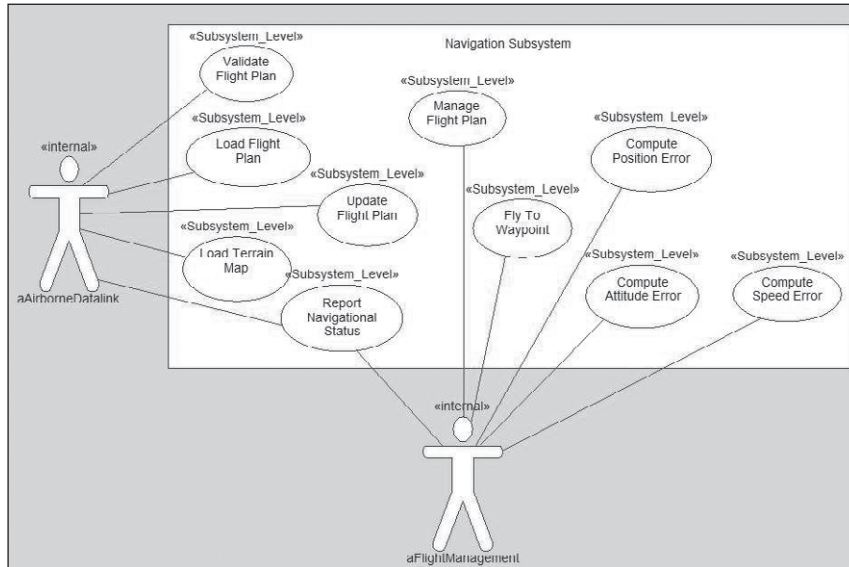 «Subsystem_Level»
Validate
Flight Plan
Navigation Subsystem
«Subsystem_Level»
Manage
Flight Plan
«Subsystem_Level»
Load Flight
Plan
«Subsystem_Level»
Compute
Position Error
«internal»
«Subsystem_Level»
Update
Flight Plan
«Subsystem_Level»
Fly To
Waypoint
«Subsystem_Level»
Load Terrain
Map
«Subsystem_Level»
Report
Navigational
Status
«Subsystem_Level»
Compute
Attitude Error
«Subsystem_Level»
Compute
Speed Error
aAirborneDatalink
«internal»
aFlightManagement